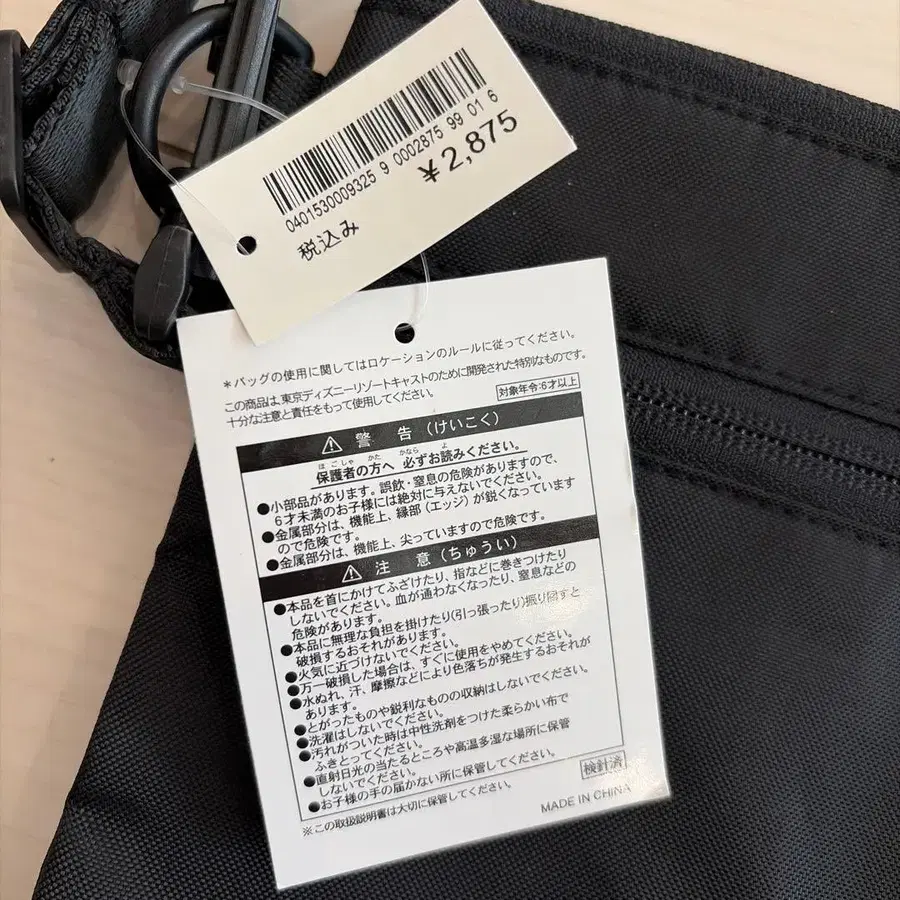 0401530009325 9 0002875 99 01 6
¥2,875
税込み
＊バッグの使用に関してはロケーションのルールに従ってください。
この商品は、東京ディズニーリゾートキャストのために開発された特別なものです。
十分な注意と責任をもって使用してください。
対象年令:6才以上
⚠ 警 告(けいこく)
ほごしゃ かた かなら よ
保護者の方へ 必ずお読みください。
●小部品があります。誤飲・窒息の危険がありますので、
6才未満のお子様には絶対に与えないでください。
●金属部分は、機能上、縁部(エッジ)が鋭くなっています
ので危険です。
●金属部分は、機能上、尖っていますので危険です。
⚠ 注 意(ちゅうい)
●本品を首にかけてふざけたり、指などに巻きつけたり
しないでください。血が通わなくなったり、窒息などの
危険があります。
●本品に無理な負担を掛けたり(引っ張ったり)振り回すと
破損するおそれがあります。
●火気に近づけないでください。
●万一破損した場合は、すぐに使用をやめてください。
●水ぬれ、汗、摩擦などにより色落ちが発生するおそれが
あります。
●とがったものや鋭利なものの収納はしないでください。
●洗濯はしないでください。
●汚れがついた時は中性洗剤をつけた柔らかい布で
ふきとってください。
●直射日光の当たるところや高温多湿な場所に保管
しないでください。
●お子様の手の届かない所に保管してください。
検針済
※この取扱説明書は大切に保管してください。
MADE IN CHINA